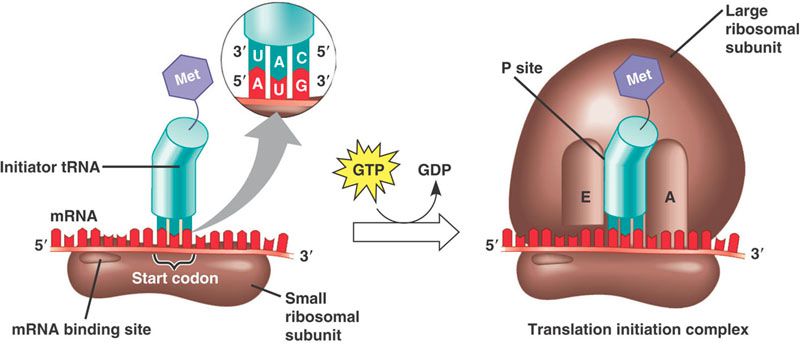 3′ U A C 5′
5′ A U G 3′
Met
Initiator tRNA
mRNA
5′
3′
Start codon
mRNA binding site
Small
ribosomal
subunit
GTP
GDP
Large
ribosomal
subunit
P site
Met
E
A
5′
3′
Translation initiation complex